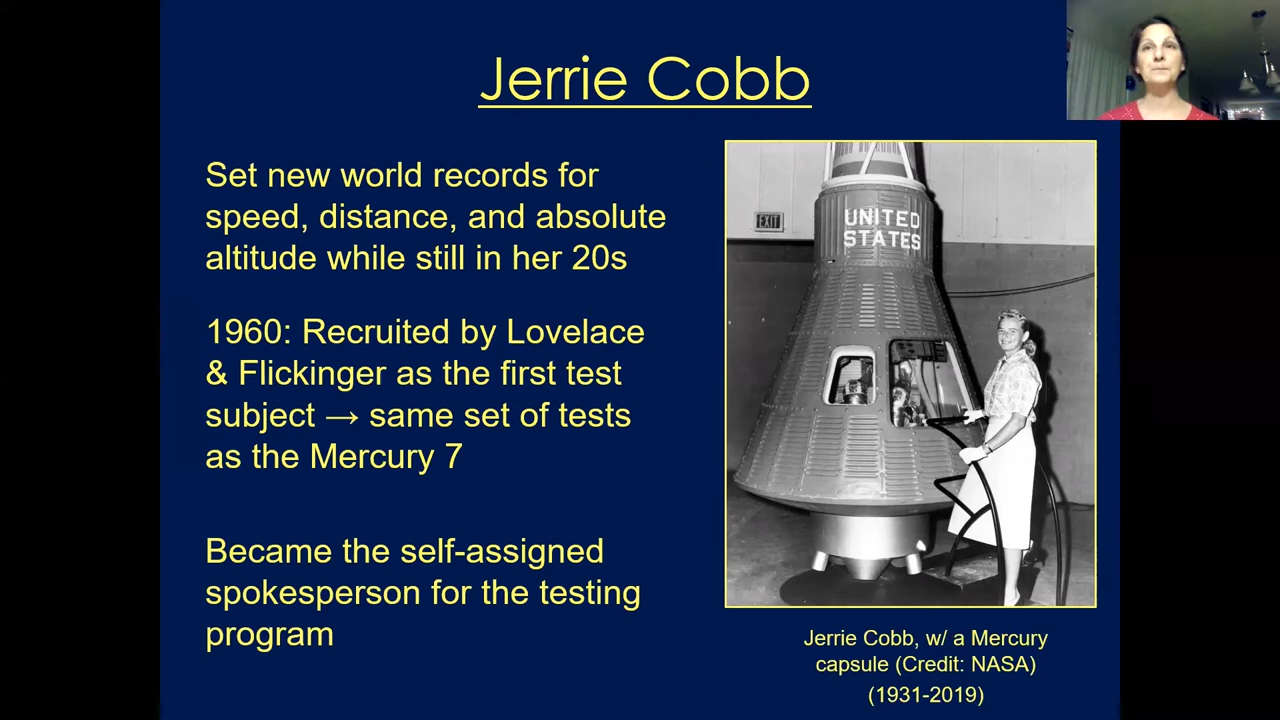 Jerrie Cobb
Set new world records for
speed, distance, and absolute
altitude while still in her 20s
1960: Recruited by Lovelace
& Flickinger as the first test
subject → same set of tests
as the Mercury 7
Became the self-assigned
spokesperson for the testing
program
EXIT
UNITED
STATES
Jerrie Cobb, w/ a Mercury
capsule (Credit: NASA)
(1931-2019)